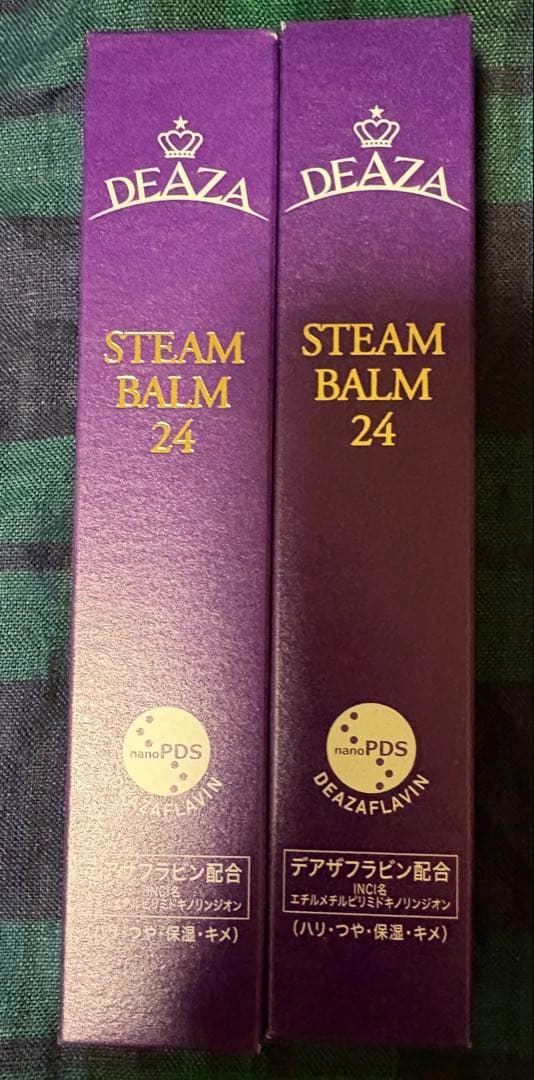 DEAZA
STEAM
BALM
24
nanoPDS
AZAFLAVIN
デアザフラビン配合
INCI名
エチルメチルピリミドキノリンジオン
(ハリ・つや・保湿・キメ)
DEAZA
STEAM
BALM
24
nanoPDS
DEAZAFLAVIN
デアザフラビン配合
INCI名
エチルメチルピリミドキノリンジオン
(ハリ・つや・保湿・キメ)